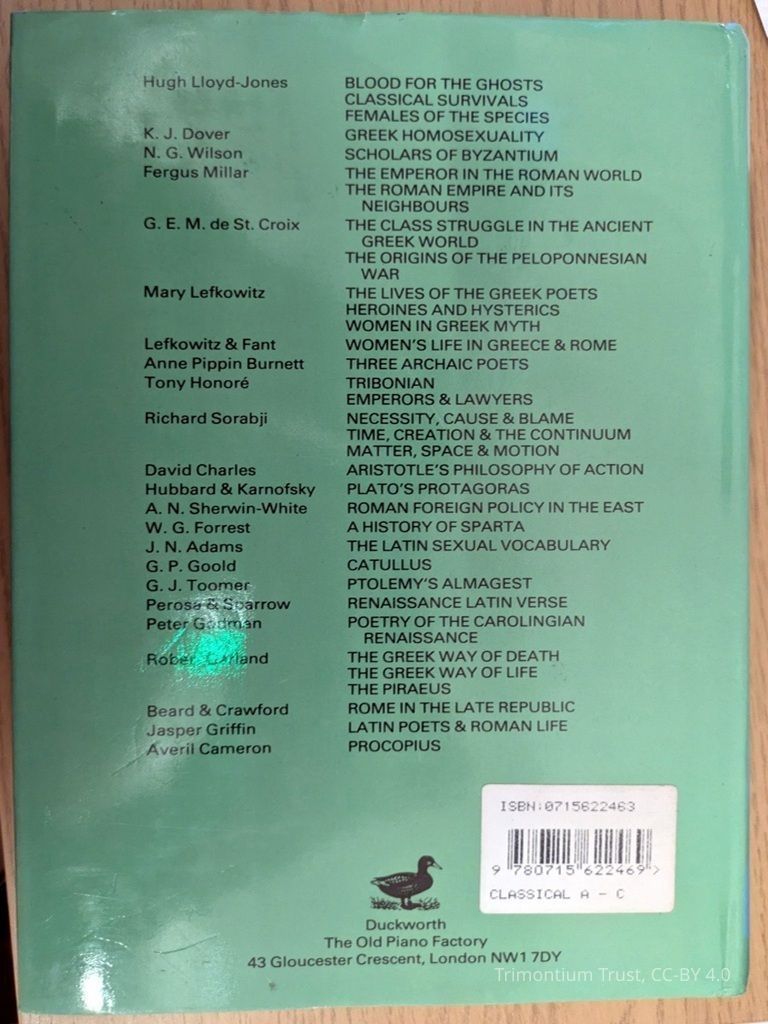 Hugh Lloyd-Jones BLOOD FOR THE GHOSTS
CLASSICAL SURVIVALS
FEMALES OF THE SPECIES
K. J. Dover GREEK HOMOSEXUALITY
N. G. Wilson SCHOLARS OF BYZANTIUM
Fergus Millar THE EMPEROR IN THE ROMAN WORLD
THE ROMAN EMPIRE AND ITS
NEIGHBOURS
G. E. M. de St. Croix THE CLASS STRUGGLE IN THE ANCIENT
GREEK WORLD
THE ORIGINS OF THE PELOPONNESIAN
WAR
Mary Lefkowitz THE LIVES OF THE GREEK POETS
HEROINES AND HYSTERICS
WOMEN IN GREEK MYTH
Lefkowitz & Fant WOMEN'S LIFE IN GREECE & ROME
Anne Pippin Burnett THREE ARCHAIC POETS
Tony Honoré TRIBONIAN
EMPERORS & LAWYERS
Richard Sorabji NECESSITY, CAUSE & BLAME
TIME, CREATION & THE CONTINUUM
MATTER, SPACE & MOTION
David Charles ARISTOTLE'S PHILOSOPHY OF ACTION
Hubbard & Karnofsky PLATO'S PROTAGORAS
A. N. Sherwin-White ROMAN FOREIGN POLICY IN THE EAST
W. G. Forrest A HISTORY OF SPARTA
J. N. Adams THE LATIN SEXUAL VOCABULARY
G. P. Goold CATULLUS
G. J. Toomer PTOLEMY'S ALMAGEST
Perosa & Sparrow RENAISSANCE LATIN VERSE
Peter Godman POETRY OF THE CAROLINGIAN
RENAISSANCE
Robert Garland THE GREEK WAY OF DEATH
THE GREEK WAY OF LIFE
THE PIRAEUS
Beard & Crawford ROME IN THE LATE REPUBLIC
Jasper Griffin LATIN POETS & ROMAN LIFE
Averil Cameron PROCOPIUS
ISBN:0715622463
9 780715 622469 >
CLASSICAL A - C
Duckworth
The Old Piano Factory
43 Gloucester Crescent, London NW1 7DY
Trimontium Trust, CC-BY 4.0